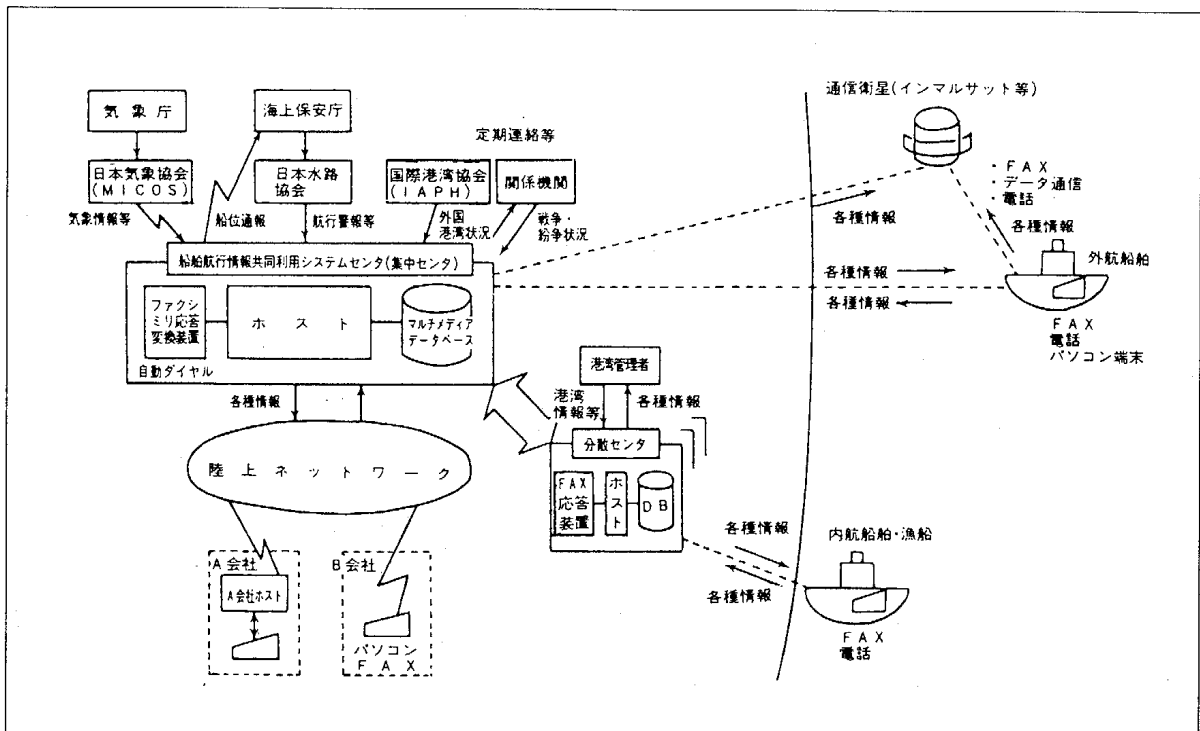 通信衛星(インマルサット等)
気象庁
海上保安庁
定期連絡等
日本気象協会
(MICOS)
日本水路
協会
国際港湾協会
(IAPH)
関係機関
・FAX
・データ通信
・電話
気象情報等
船位通報
航行警報等
外国
港湾状況
戦争・
紛争状況
各種情報
各種情報
船舶航行情報共同利用システムセンタ(集中センタ)
外航船舶
各種情報
各種情報
ファクシ
ミリ応答
変換装置
ホスト
マルチメディア
データベース
FAX
電話
パソコン端末
自動ダイヤル
港湾管理者
各種情報
港湾
情報等
各種情報
分散センタ
陸上ネットワーク
FAX
応答
装置
ホスト
DB
各種情報
内航船舶・漁船
A会社
B会社
A会社ホスト
各種情報
パソコン
FAX
FAX
電話